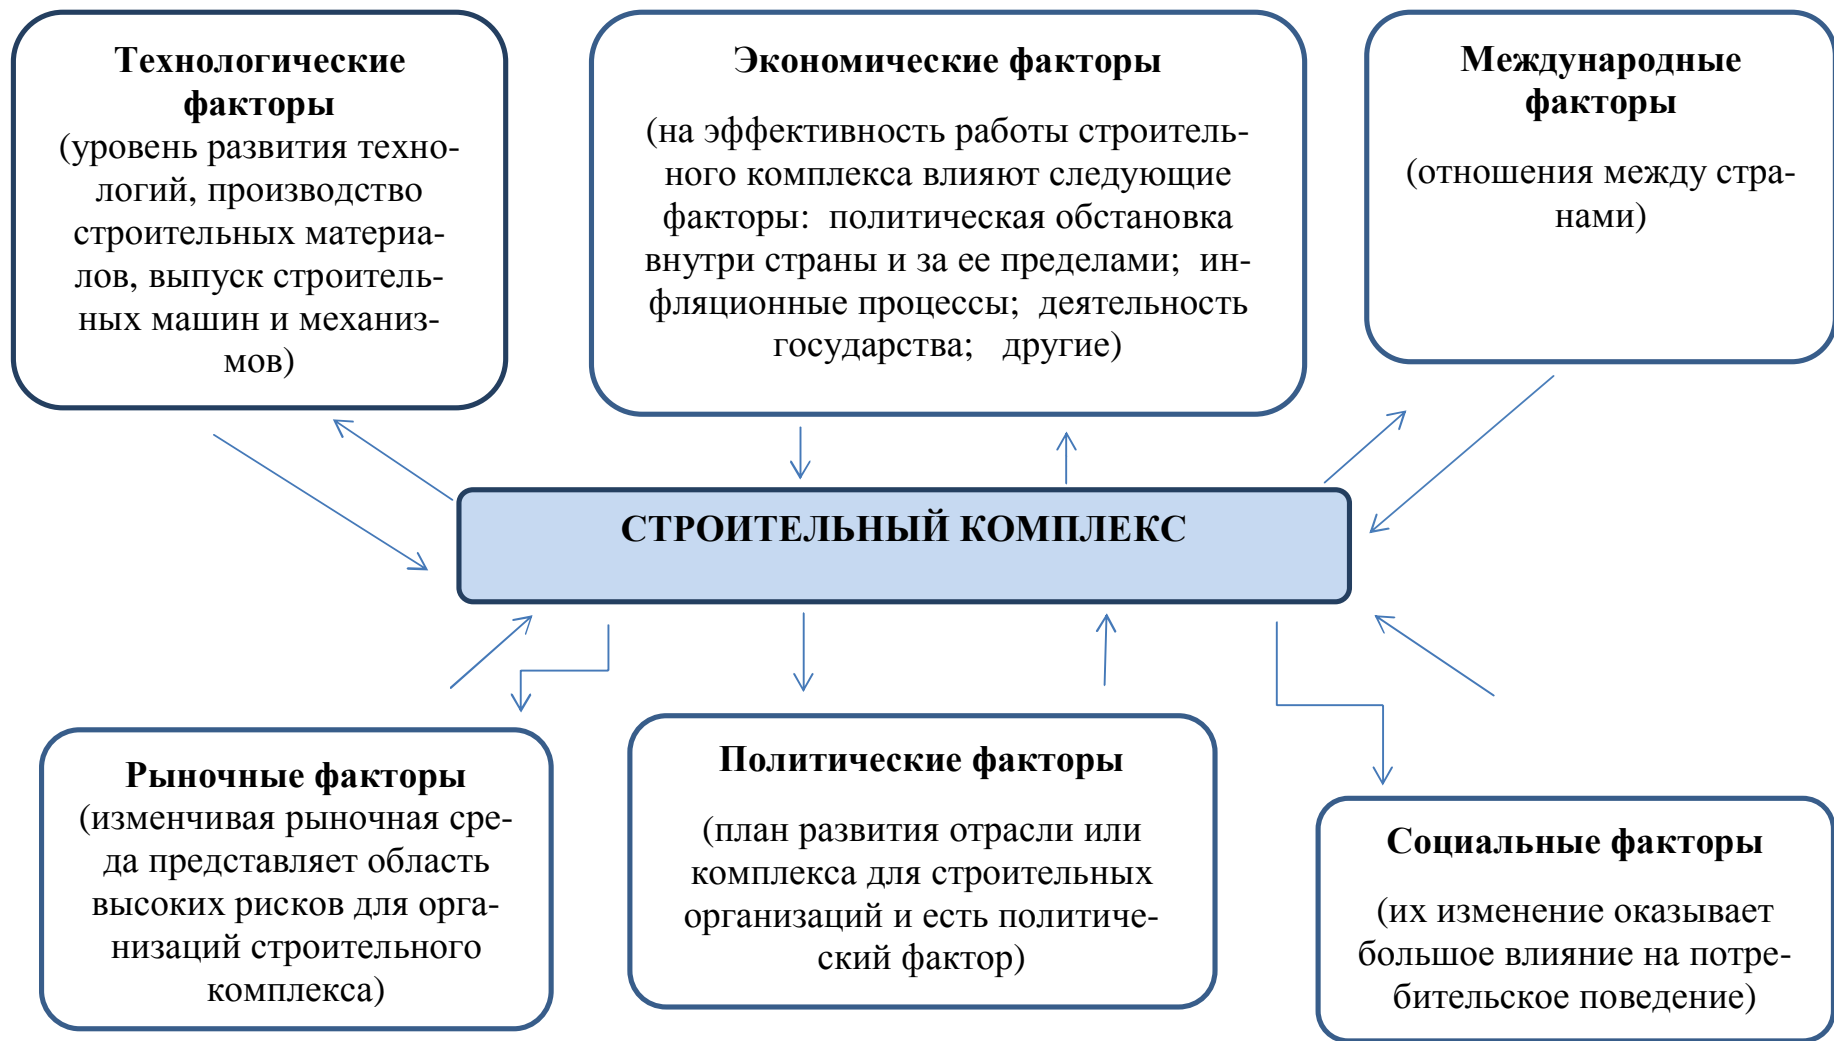 Технологические
факторы
(уровень развития техно-
логий, производство
строительных материа-
лов, выпуск строитель-
ных машин и механиз-
мов)
Экономические факторы
(на эффективность работы строитель-
ного комплекса влияют следующие
факторы: политическая обстановка
внутри страны и за ее пределами; ин-
фляционные процессы; деятельность
государства; другие)
Международные
факторы
(отношения между стра-
нами)
СТРОИТЕЛЬНЫЙ КОМПЛЕКС
Рыночные факторы
(изменчивая рыночная сре-
да представляет область
высоких рисков для орга-
низаций строительного
комплекса)
Политические факторы
(план развития отрасли или
комплекса для строительных
организаций и есть политиче-
ский фактор)
Социальные факторы
(их изменение оказывает
большое влияние на потре-
бительское поведение)